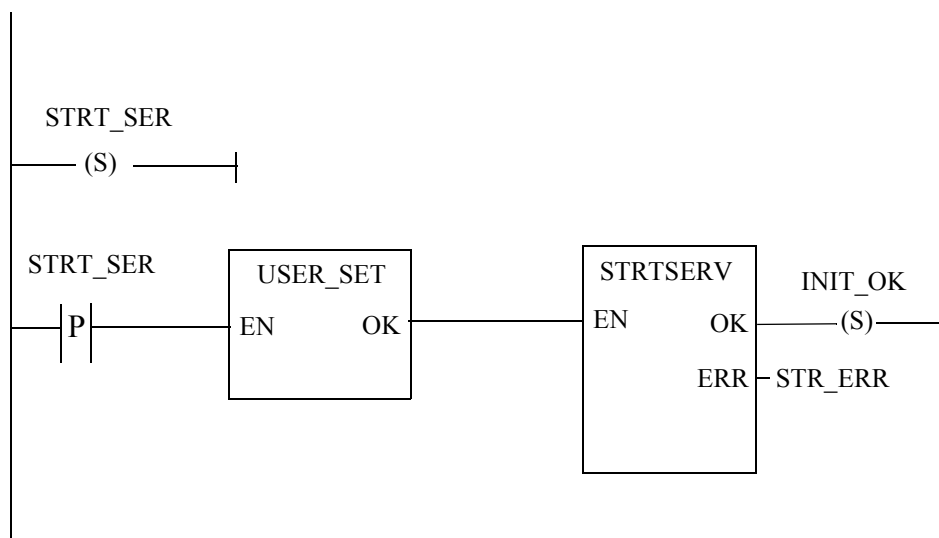 STRT_SER
(S)
STRT_SER
P
USER_SET
EN OK
STRTSERV
EN OK
ERR
INIT_OK
(S)
STR_ERR